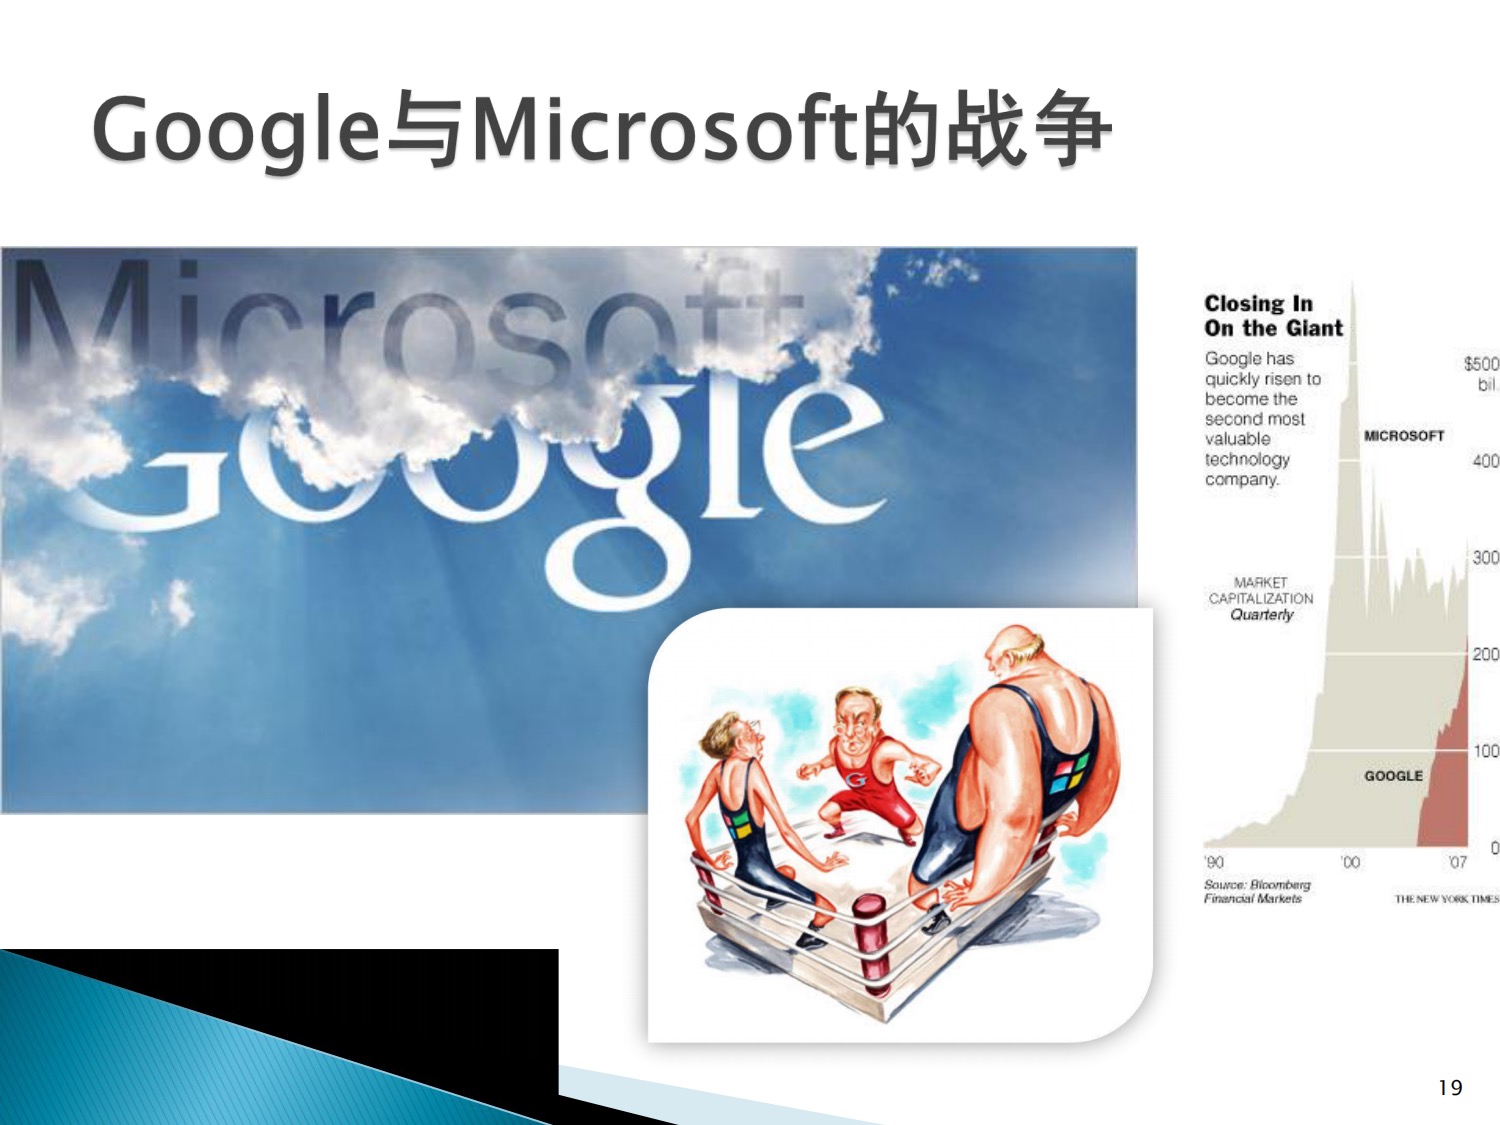 Google与Microsoft的战争
Microsoft
Google
Closing In
On the Giant
Google has
quickly risen to
become the
second most
valuable
technology
company.
$500
bil.
MICROSOFT
400
300
MARKET
CAPITALIZATION
Quarterly
200
100
GOOGLE
0
'90
'00
'07
Source: Bloomberg
Financial Markets
THE NEW YORK TIMES
G
19